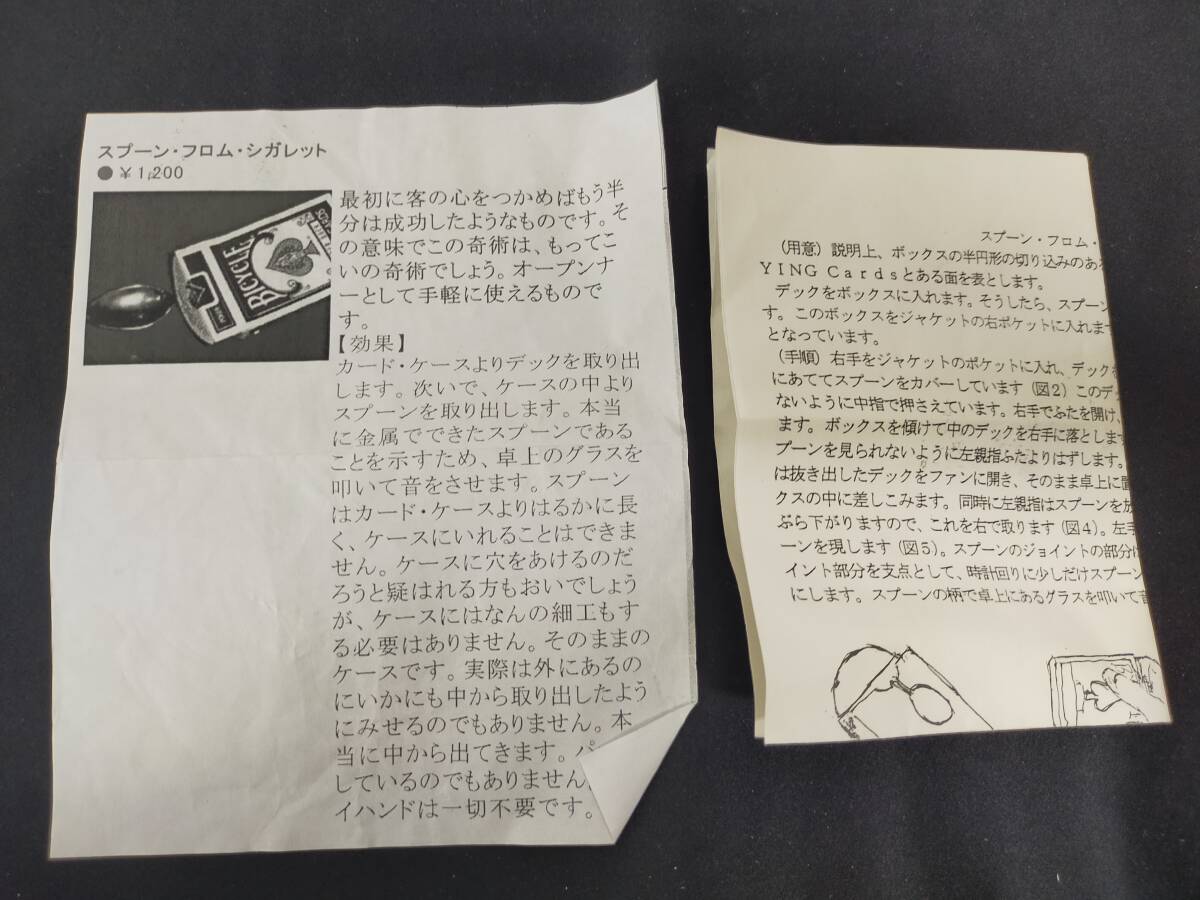 スプーン・フロム・シガレット
●￥1,200
BICYCLE
最初に客の心をつかめばもう半
分は成功したようなものです。そ
の意味でこの奇術は、もってこ
いの奇術でしょう。オープンナ
ーとして手軽に使えるもので
す。
【効果】
カード・ケースよりデックを取り出
します。次いで、ケースの中より
スプーンを取り出します。本当
に金属でできたスプーンである
ことを示すため、卓上のグラスを
叩いて音をさせます。スプーン
はカード・ケースよりはるかに長
く、ケースにいれることはできま
せん。ケースに穴をあけるのだ
ろうと疑はれる方もおいでしょう
が、ケースにはなんの細工もす
る必要はありません。そのままの
ケースです。実際は外にあるの
にいかにも中から取り出したよう
にみせるのでもありません。本
当に中から出てきます。
しているのでもありません
イハンドは一切不要です。
スプーン・フロム・
（用意）説明上、ボックスの半円形の切り込みのある
YING Cardsとある面を表とします。
デックをボックスに入れます。そうしたら、スプーン
す。このボックスをジャケットの右ポケットに入れます
となっています。
（手順）右手をジャケットのポケットに入れ、デックを
にあててスプーンをカバーしています（図2）このデ
ないように中指で押さえています。右手でふたを開け、
ます。ボックスを傾けて中のデックを右手に落とします
プーンを見られないように左親指ふたよりはずします。
は抜き出したデックをファンに開き、そのまま卓上に置
クスの中に差しこみます。同時に左親指はスプーンを放
ぶら下がりますので、これを右で取ります（図4）。左手
ーンを現します（図5）。スプーンのジョイントの部分
イント部分を支点として、時計回りに少しだけスプーン
にします。スプーンの柄で卓上にあるグラスを叩いて音